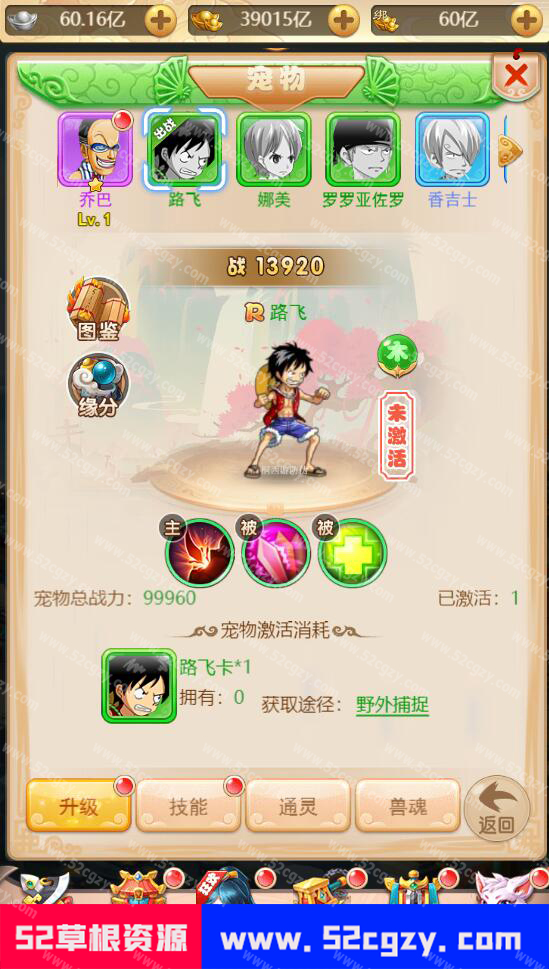 60.16亿
39015亿
绑
60亿
宠物
出战
乔巴
路飞
娜美
罗罗亚佐罗
香吉士
Lv.1
战 13920
R 路飞
图鉴
木
缘分
未激活
主
被
被
宠物总战力：99960
已激活：1
宠物激活消耗
路飞卡*1
拥有：0
获取途径：野外捕捉
升级
技能
通灵
兽魂
返回
52草根资源
www.52cgzy.com